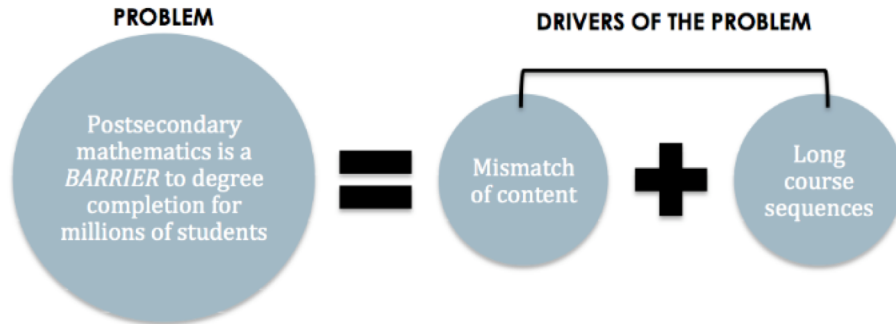 PROBLEM
DRIVERS OF THE PROBLEM
Postsecondary
mathematics is a
BARRIER to degree
completion for
millions of students
=
Mismatch
of content
+
Long
course
sequences